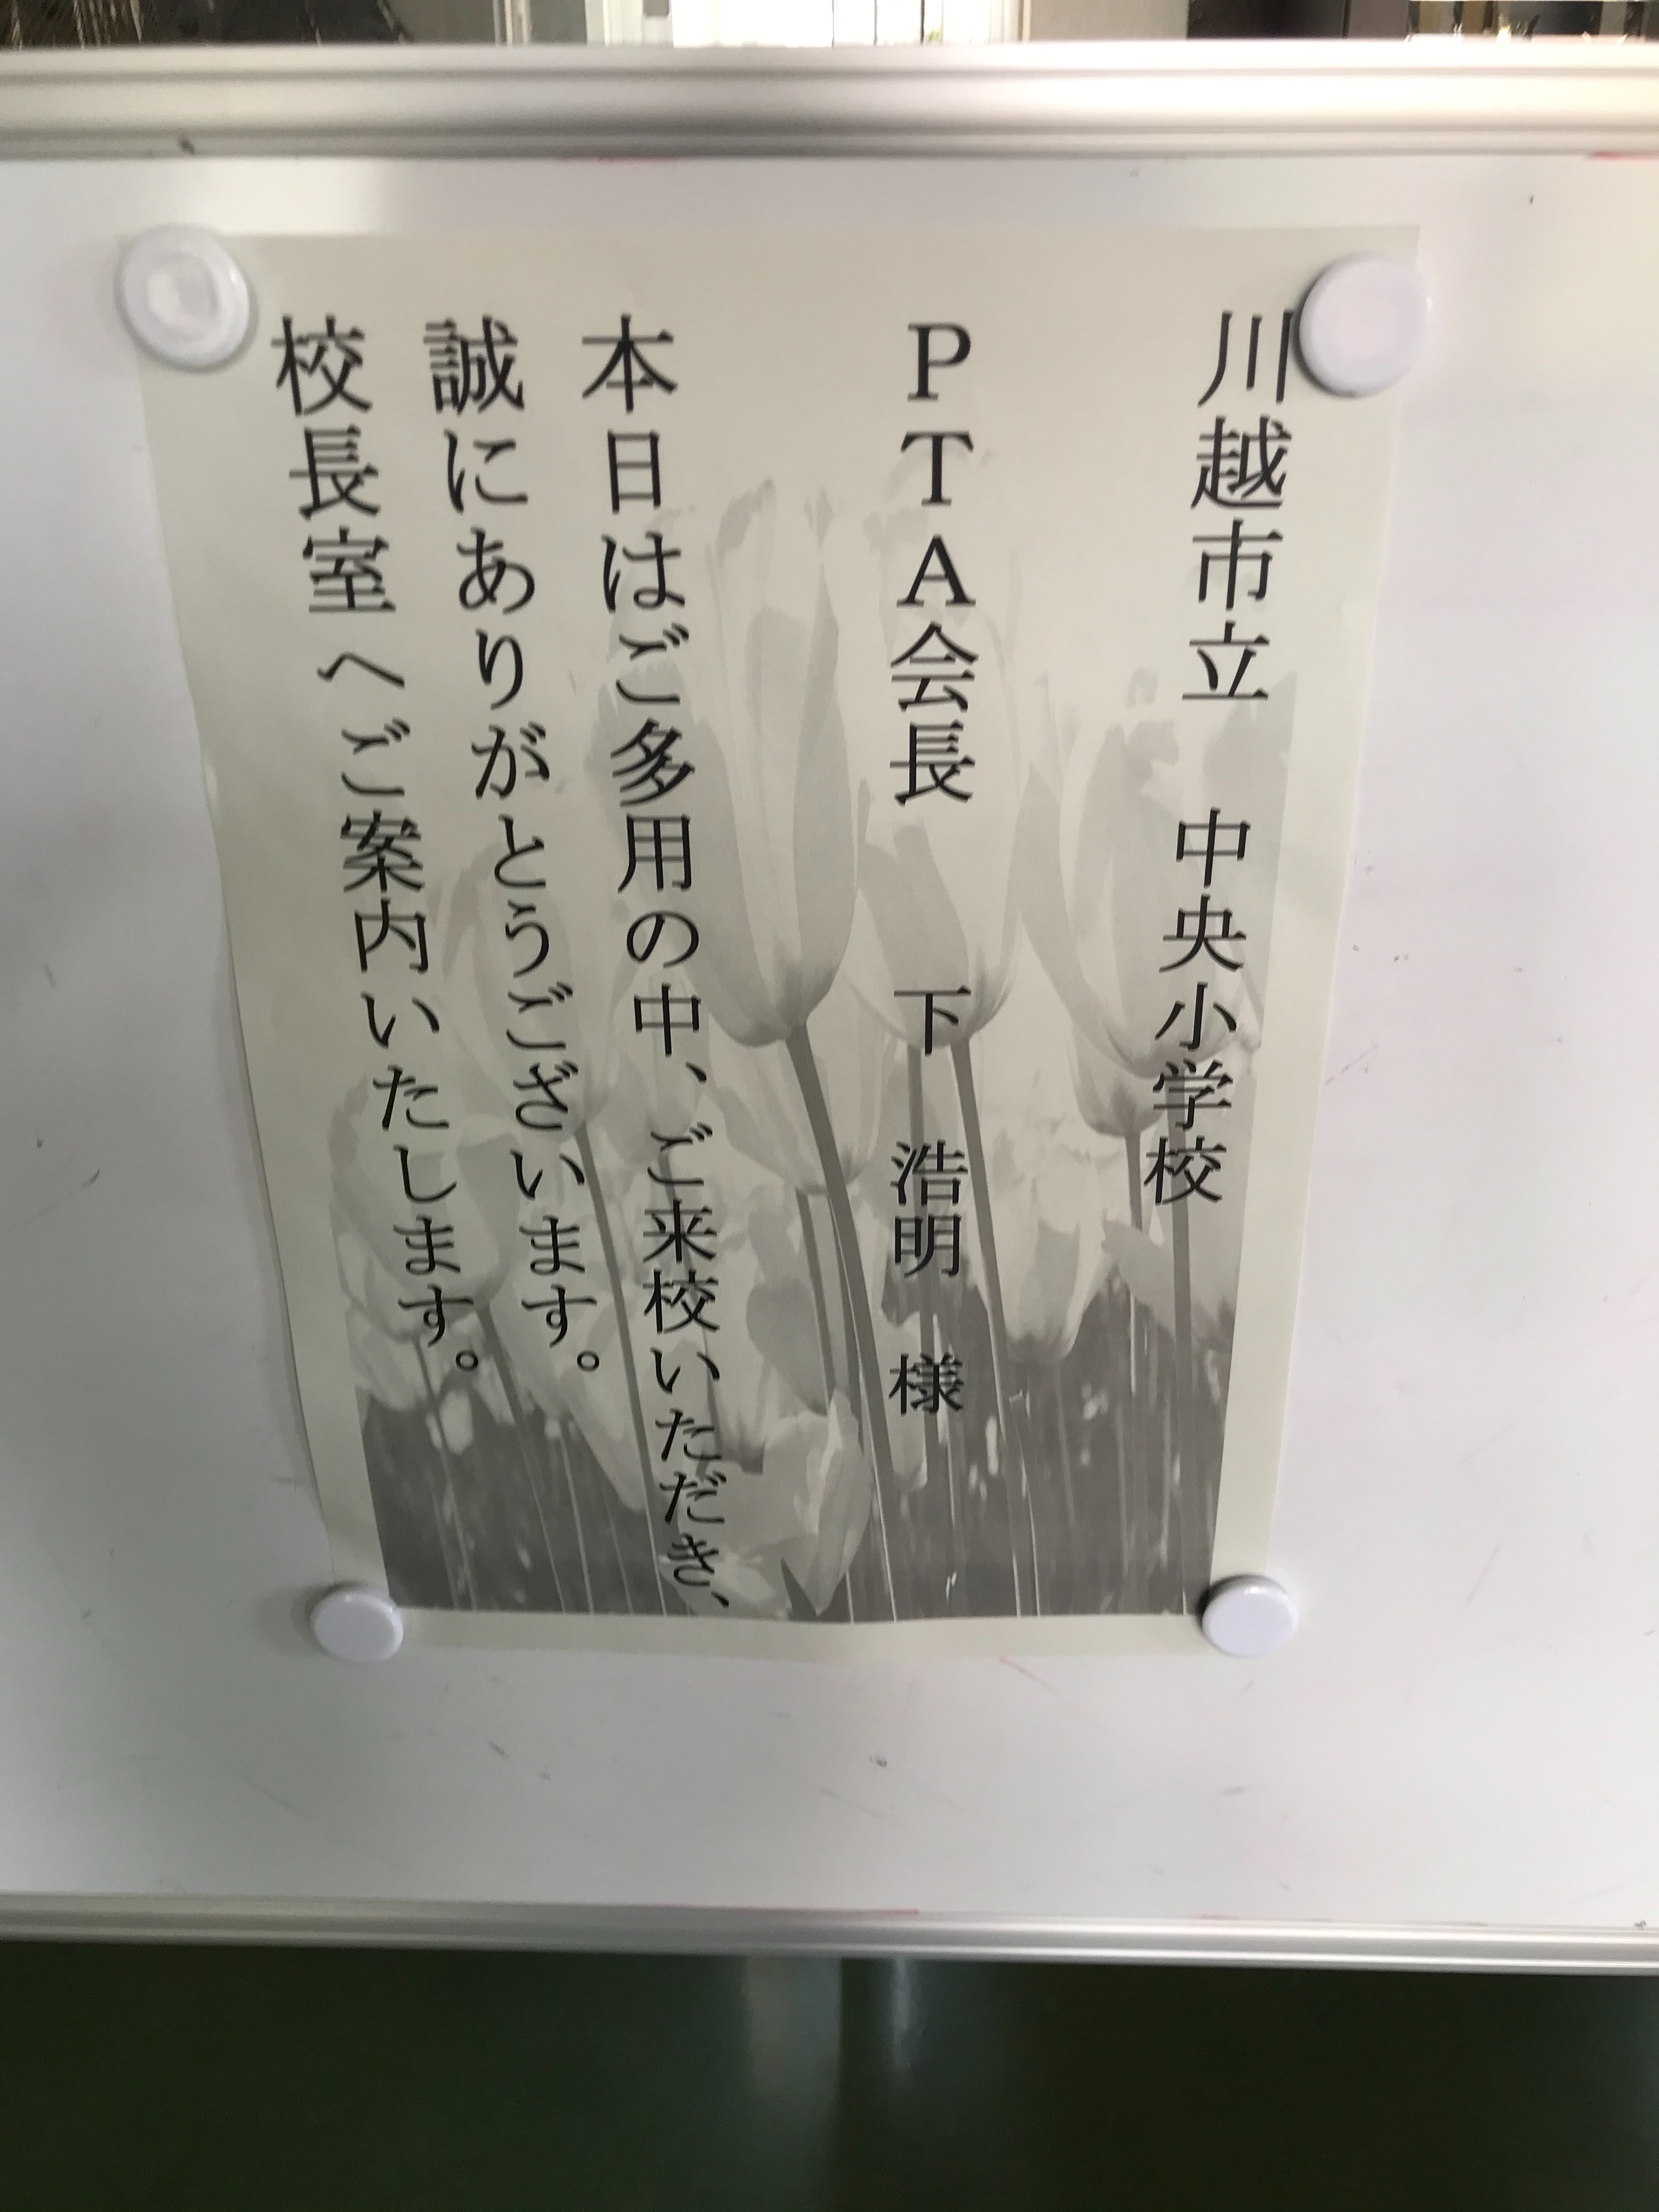 川越市立　中央小学校
ＰＴＡ会長　下　浩明　様
本日はご多用の中、ご来校いただき、
誠にありがとうございます。
校長室へご案内いたします。